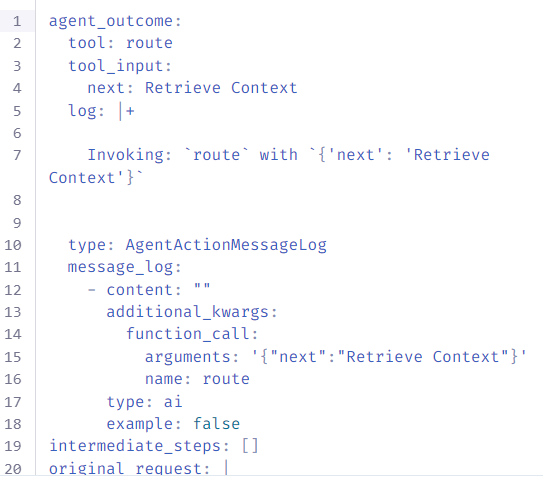 1 agent_outcome:
2   tool: route
3   tool_input:
4     next: Retrieve Context
5   log: |+
6
7     Invoking: `route` with `{'next': 'Retrieve
Context'}`
8
9
10   type: AgentActionMessageLog
11   message_log:
12     - content: ""
13       additional_kwargs:
14         function_call:
15           arguments: '{"next":"Retrieve Context"}'
16           name: route
17       type: ai
18       example: false
19 intermediate_steps: []
20 original_request: |